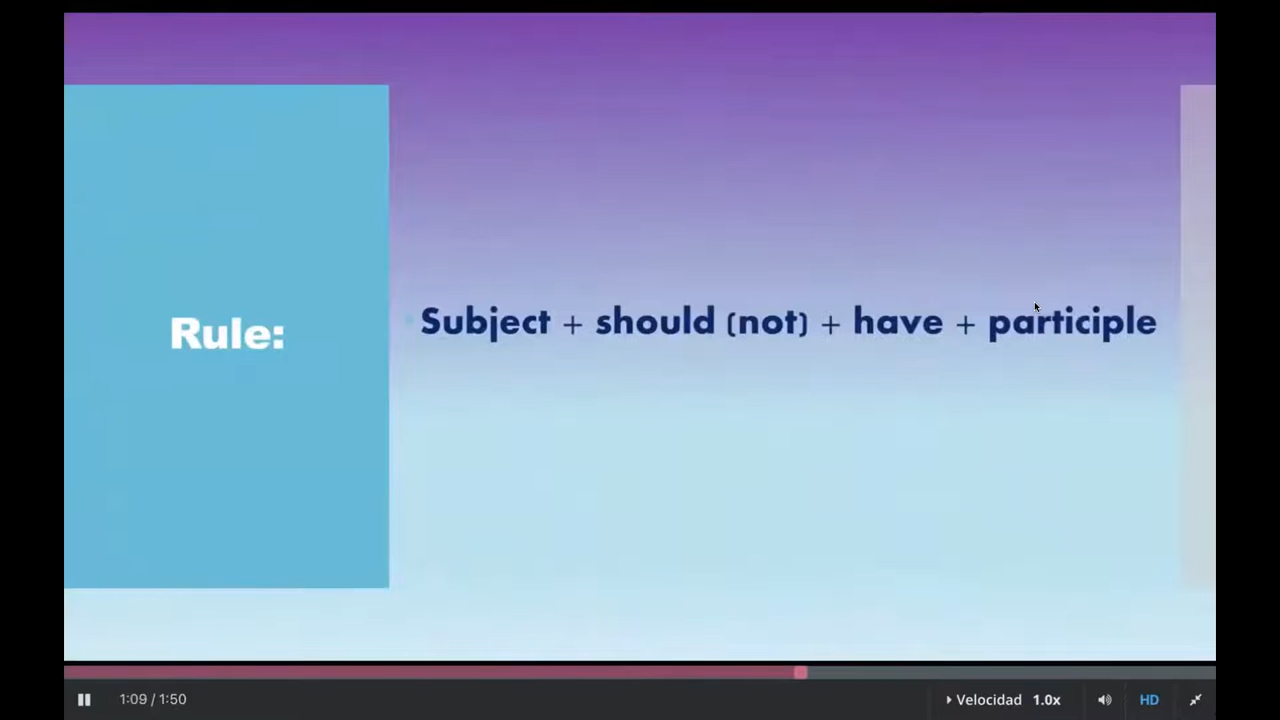 Rule:
Subject + should (not) + have + participle
1:09 / 1:50
Velocidad 1.0x
HD